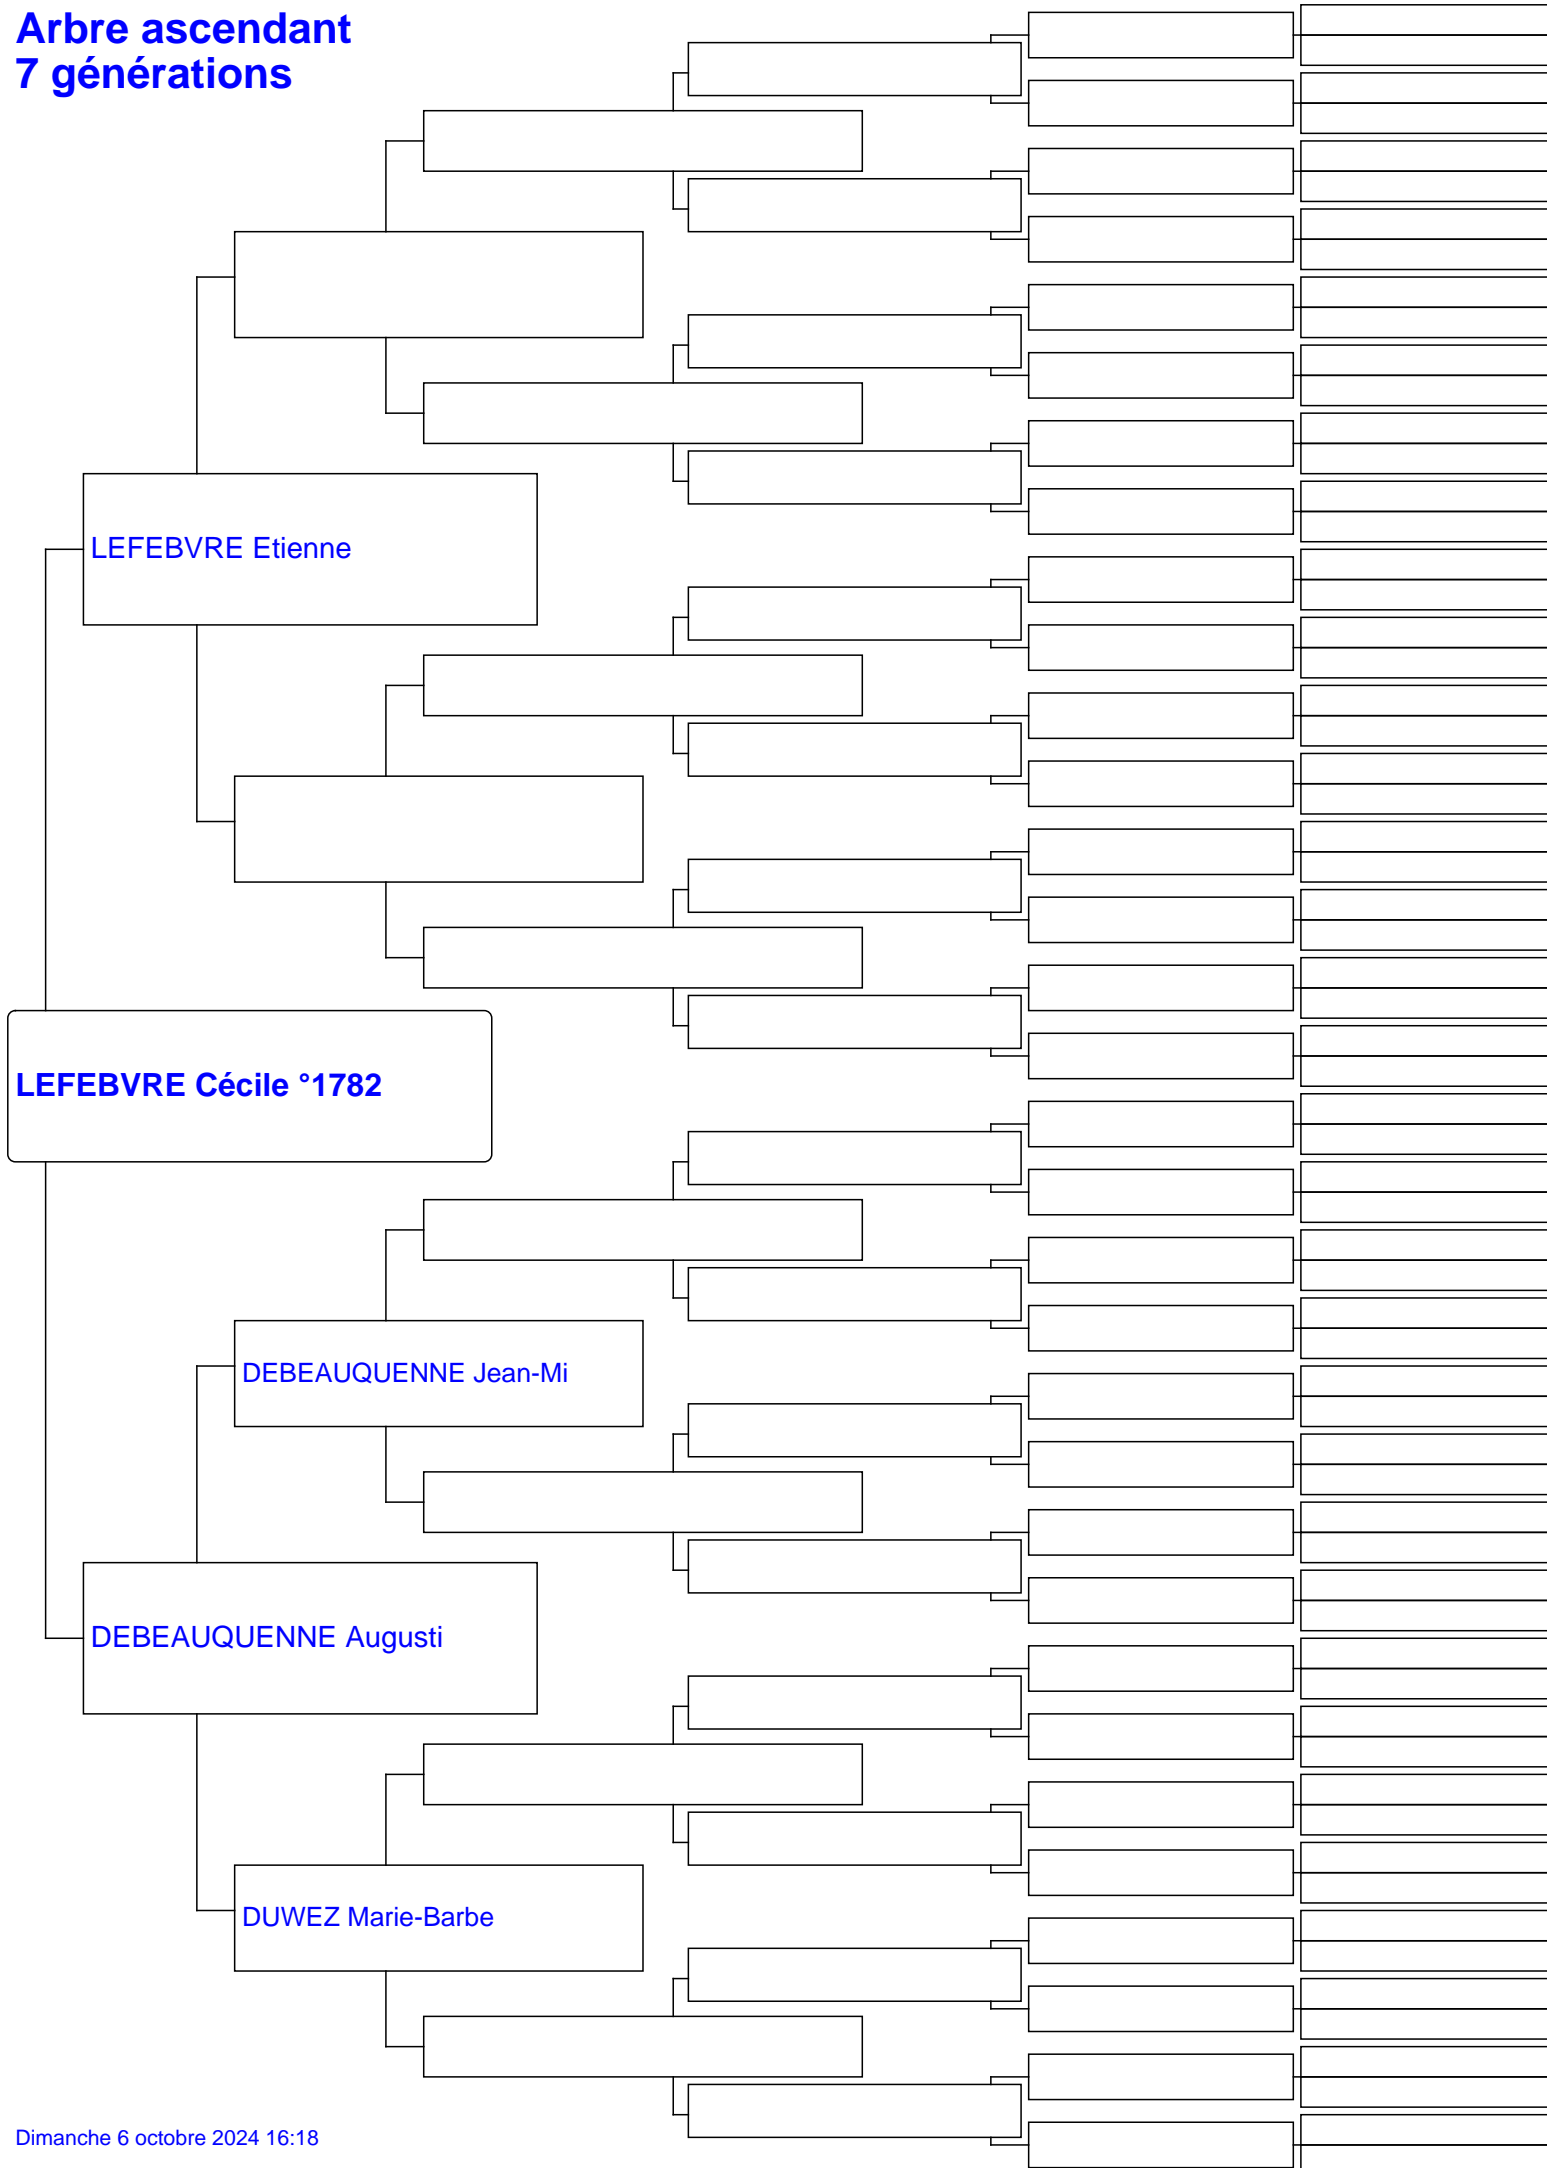 Arbre ascendant
7 générations
LEFEBVRE Etienne
LEFEBVRE Cécile °1782
DEBEAUQUENNE Jean-Mi
DEBEAUQUENNE Augusti
DUWEZ Marie-Barbe
Dimanche 6 octobre 2024 16:18